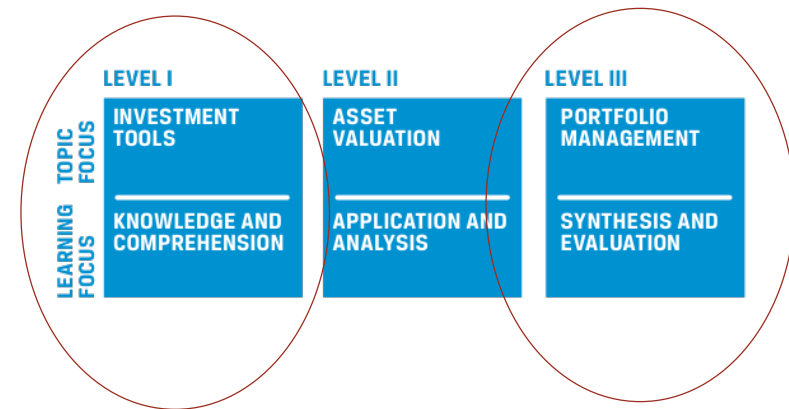 LEVEL I
LEVEL II
LEVEL III
TOPIC
FOCUS
INVESTMENT
TOOLS
ASSET
VALUATION
PORTFOLIO
MANAGEMENT
LEARNING
FOCUS
KNOWLEDGE AND
COMPREHENSION
APPLICATION AND
ANALYSIS
SYNTHESIS AND
EVALUATION